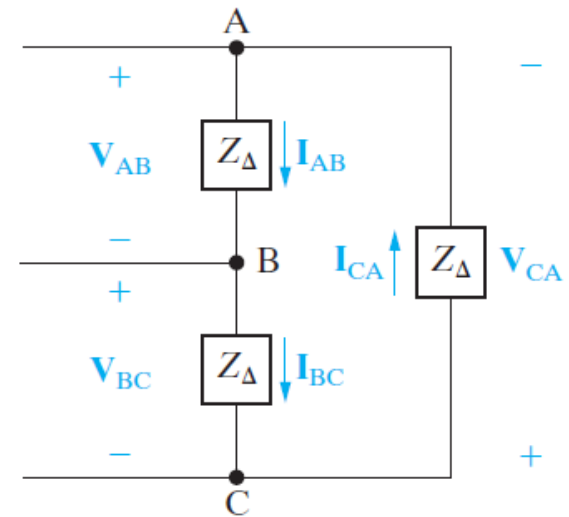 A
+ −
V_AB Z_Δ I_AB
− B
+ I_CA Z_Δ V_CA
V_BC Z_Δ I_BC
− +
C